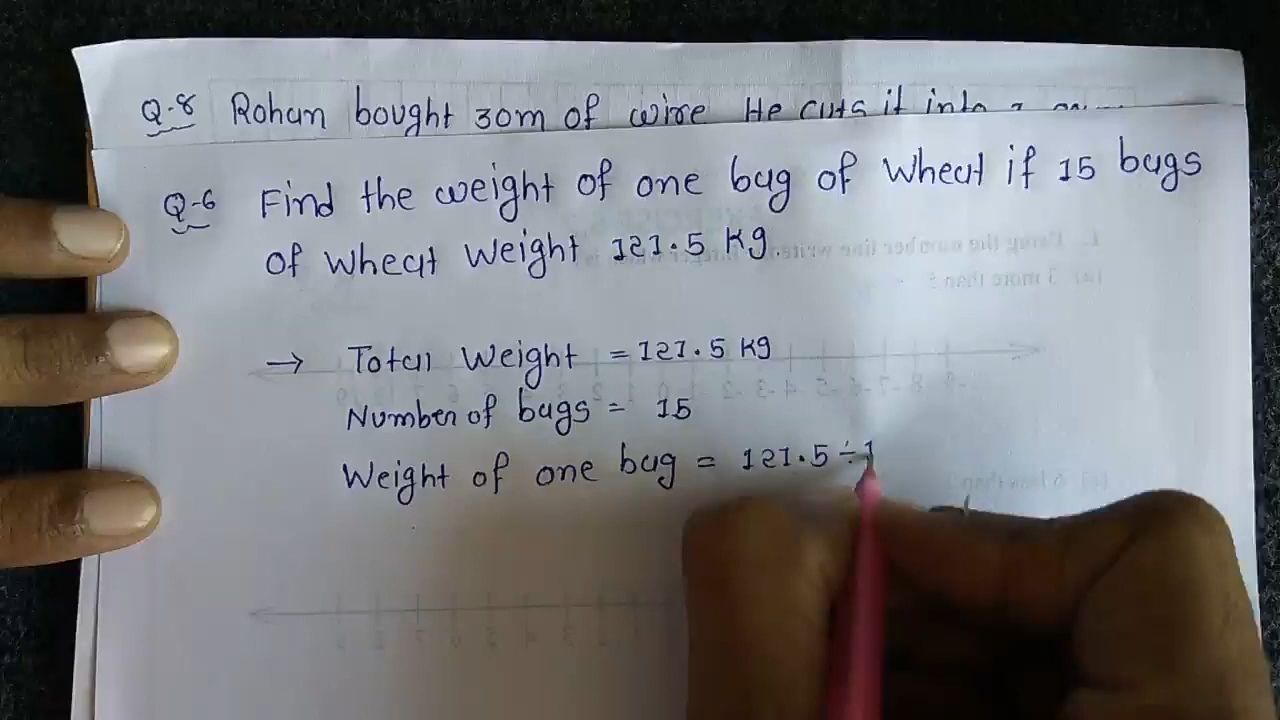 Q-8 Rohan bought 30m of wire He cuts it into
Q-6 Find the weight of one bag of wheat if 15 bags
of wheat weight 121.5 kg.
→ Total weight = 121.5 kg
Number of bags = 15
Weight of one bag = 121.5 ÷ 1